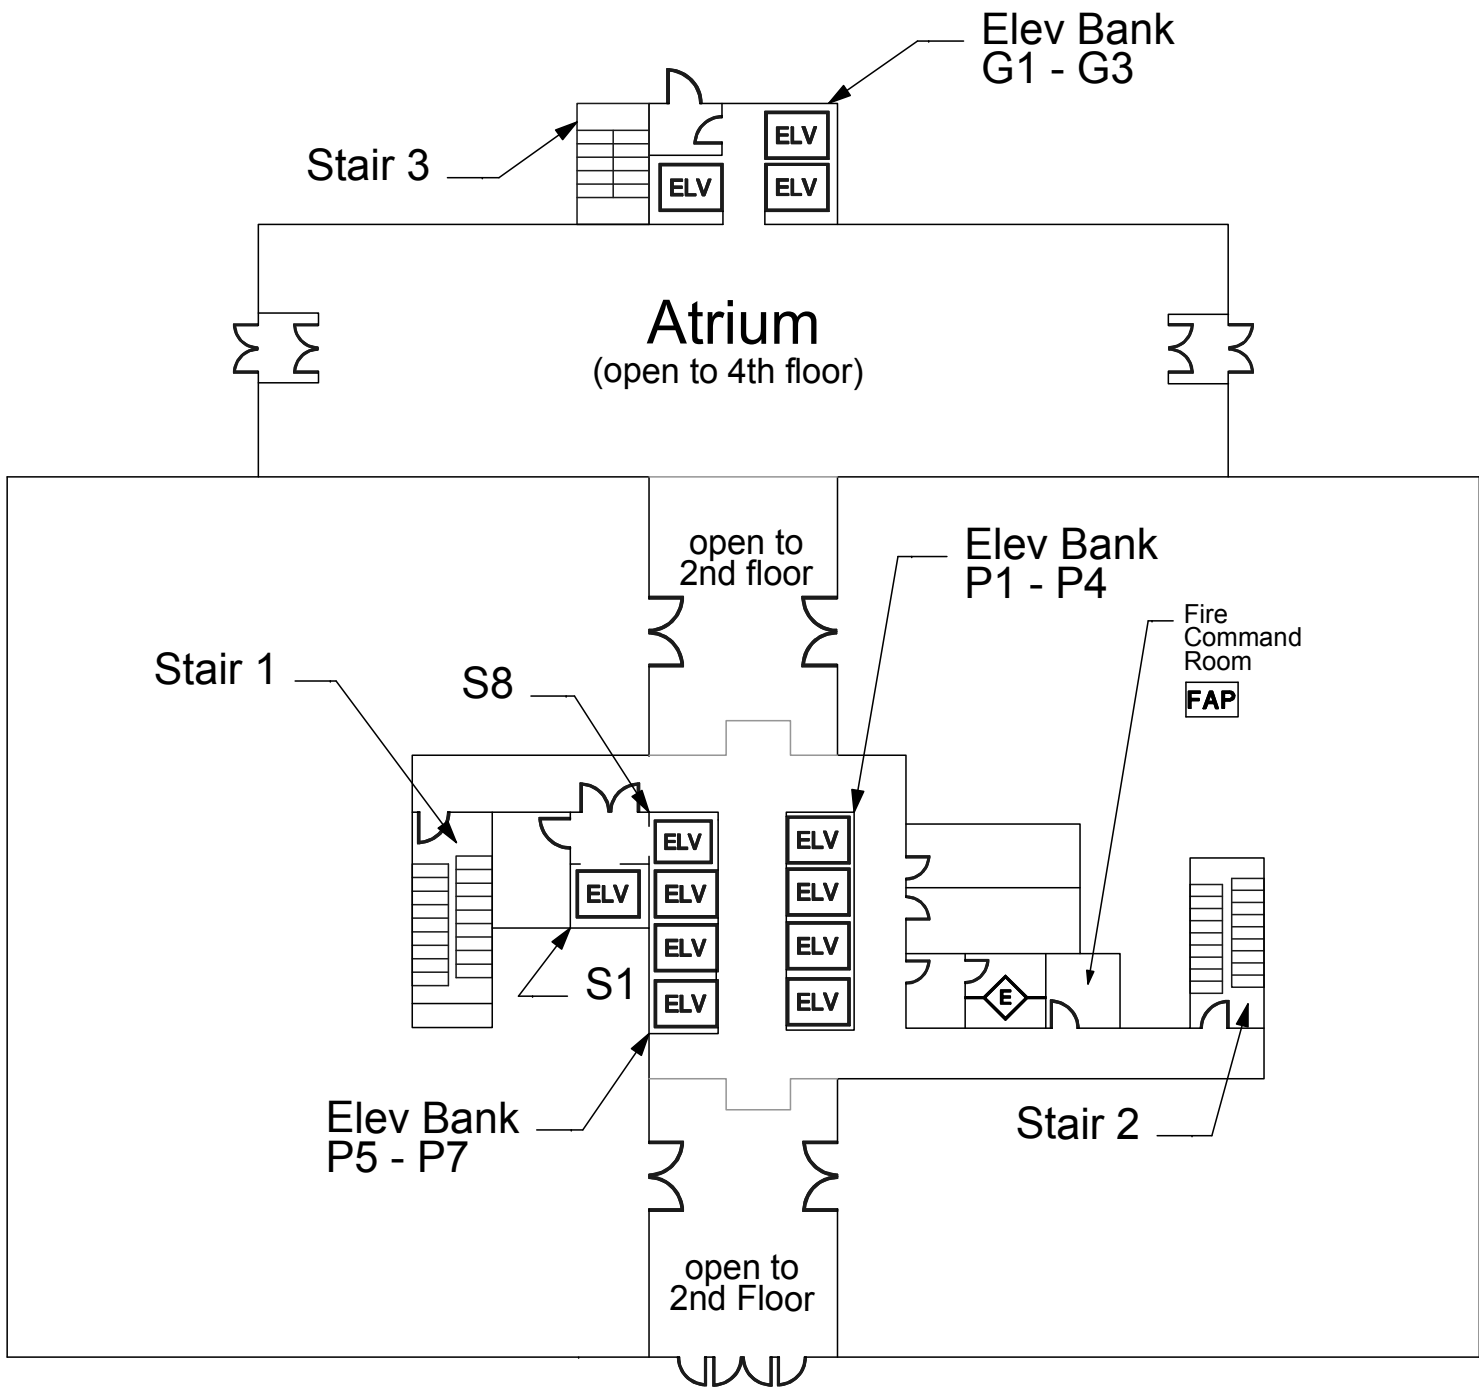 Elev Bank
G1 - G3
ELV
Stair 3
ELV
ELV
Atrium
(open to 4th floor)
open to
2nd floor
Elev Bank
P1 - P4
Fire
Command
Room
FAP
Stair 1
S8
ELV
ELV
ELV
ELV
ELV
ELV
ELV
S1
E
ELV
ELV
Elev Bank
P5 - P7
Stair 2
open to
2nd Floor